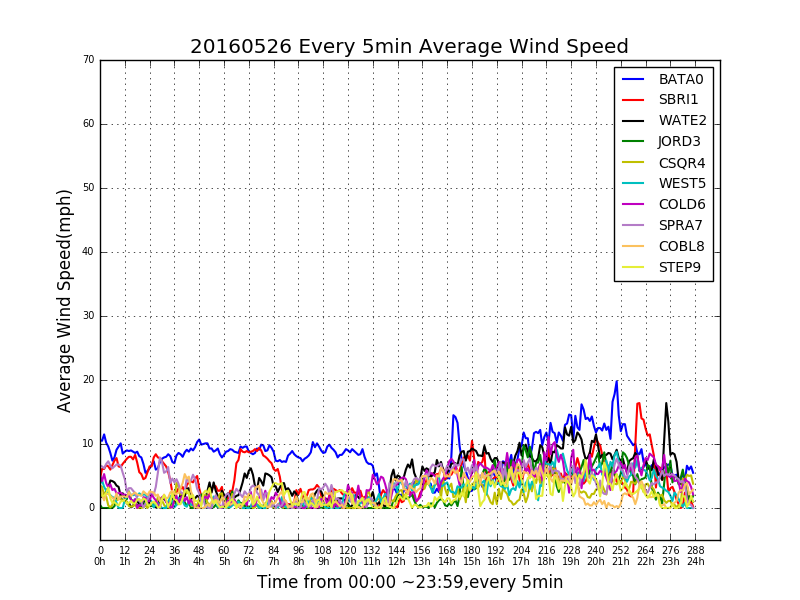 20160526 Every 5min Average Wind Speed
70
60
50
40
30
20
10
0
Average Wind Speed(mph)
BATA0
SBRI1
WATE2
JORD3
CSQR4
WEST5
COLD6
SPRA7
COBL8
STEP9
0 12 24 36 48 60 72 84 96 108 120 132 144 156 168 180 192 204 216 228 240 252 264 276 288
0h 1h 2h 3h 4h 5h 6h 7h 8h 9h 10h 11h 12h 13h 14h 15h 16h 17h 18h 19h 20h 21h 22h 23h 24h
Time from 00:00 ~23:59,every 5min